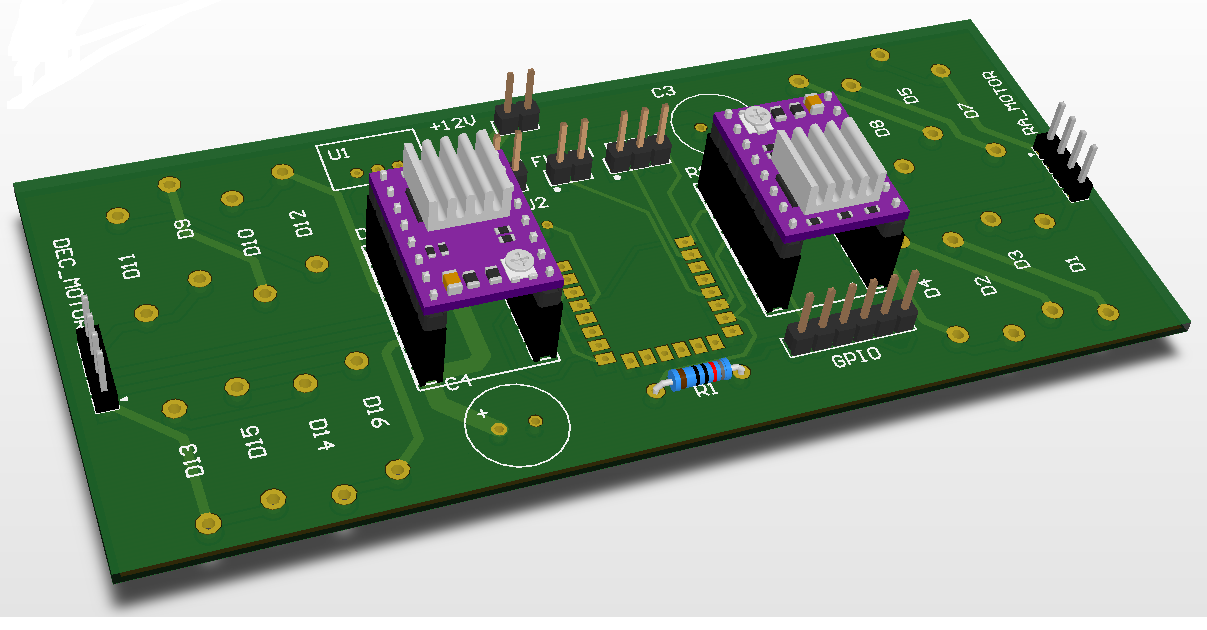 +12V
C3
U1
J2
D5
D7
RA_MOTOR
D8
D9
D10
D12
D11
DEC_MOTOR
D4
D2
D3
D1
GPIO
C4
+
R1
D13
D15
D14
D16